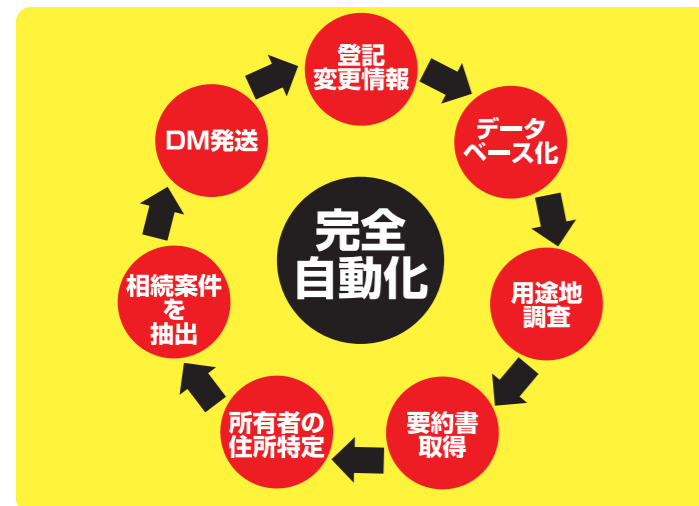 登記
変更情報
データ
ベース化
用途地
調査
要約書
取得
所有者の
住所特定
相続案件
を
抽出
DM発送
完全
自動化